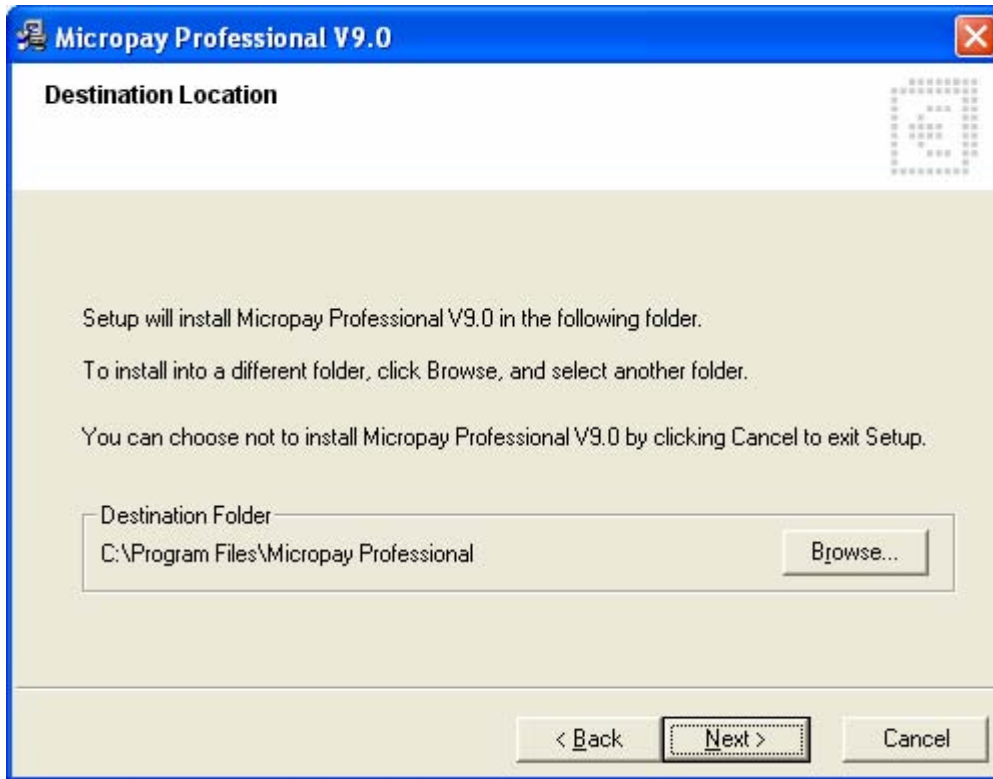 Micropay Professional V9.0
Destination Location
Setup will install Micropay Professional V9.0 in the following folder.
To install into a different folder, click Browse, and select another folder.
You can choose not to install Micropay Professional V9.0 by clicking Cancel to exit Setup.
Destination Folder
C:\Program Files\Micropay Professional
Browse...
< Back
Next >
Cancel